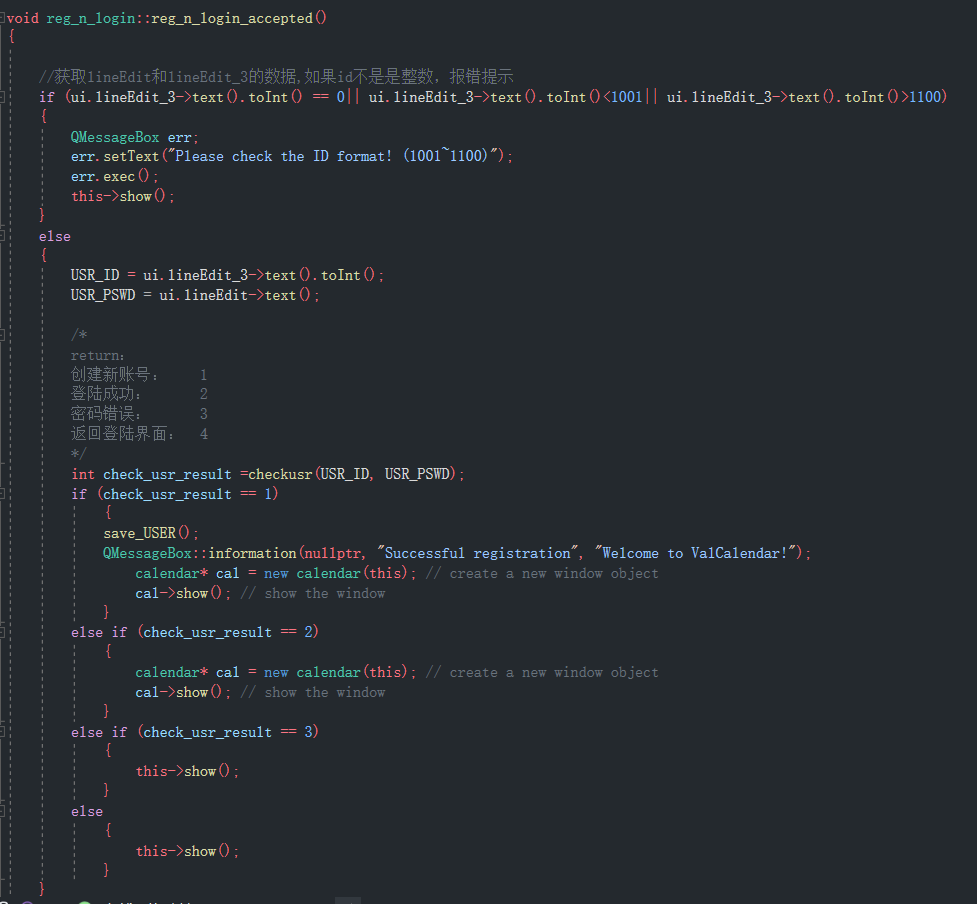 void reg_n_login::reg_n_login_accepted()
{
//获取lineEdit和lineEdit_3的数据,如果id不是是整数，报错提示
if (ui.lineEdit_3->text().toInt() == 0|| ui.lineEdit_3->text().toInt()<1001|| ui.lineEdit_3->text().toInt()>1100)
{
QMessageBox err;
err.setText("Please check the ID format! (1001~1100)");
err.exec();
this->show();
}
else
{
USR_ID = ui.lineEdit_3->text().toInt();
USR_PSWD = ui.lineEdit->text();
/*
return:
创建新账号： 1
登陆成功： 2
密码错误： 3
返回登陆界面： 4
*/
int check_usr_result =checkusr(USR_ID, USR_PSWD);
if (check_usr_result == 1)
{
save_USER();
QMessageBox::information(nullptr, "Successful registration", "Welcome to ValCalendar!");
calendar* cal = new calendar(this); // create a new window object
cal->show(); // show the window
}
else if (check_usr_result == 2)
{
calendar* cal = new calendar(this); // create a new window object
cal->show(); // show the window
}
else if (check_usr_result == 3)
{
this->show();
}
else
{
this->show();
}
}